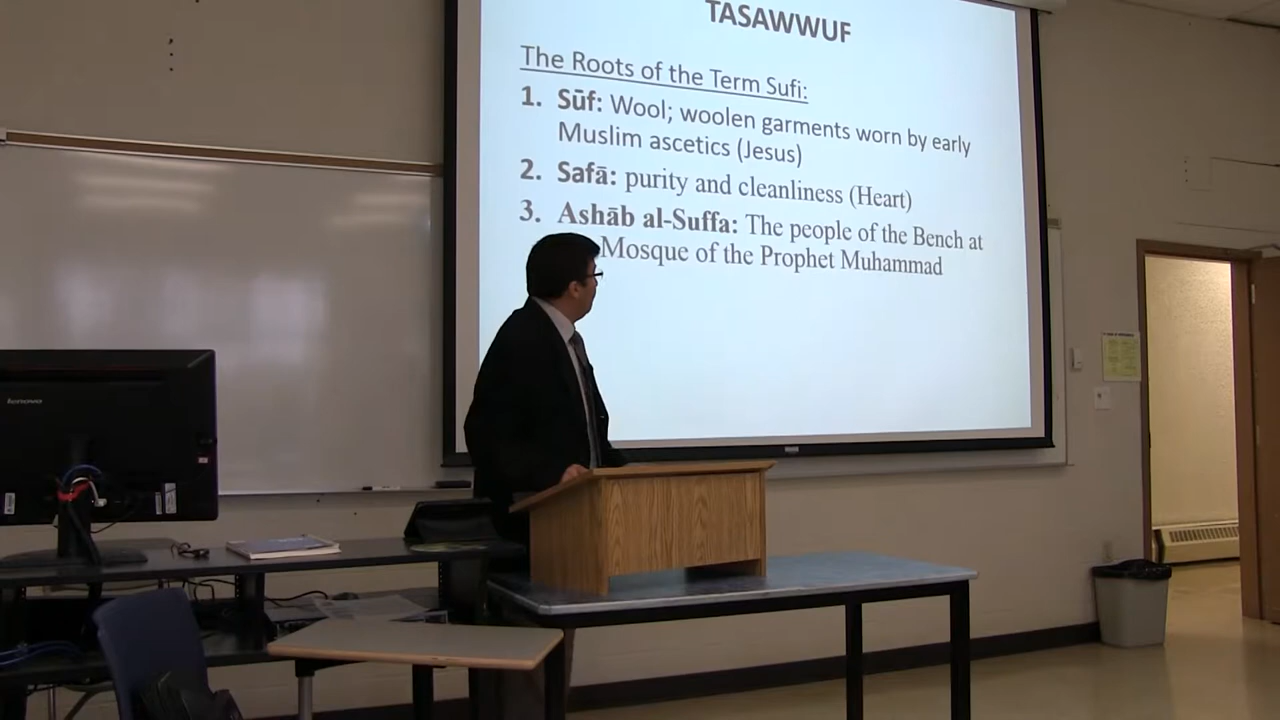 TASAWWUF
The Roots of the Term Sufi:
1. Sūf: Wool; woolen garments worn by early
Muslim ascetics (Jesus)
2. Safā: purity and cleanliness (Heart)
3. Ashāb al-Suffa: The people of the Bench at
Mosque of the Prophet Muhammad
lenovo